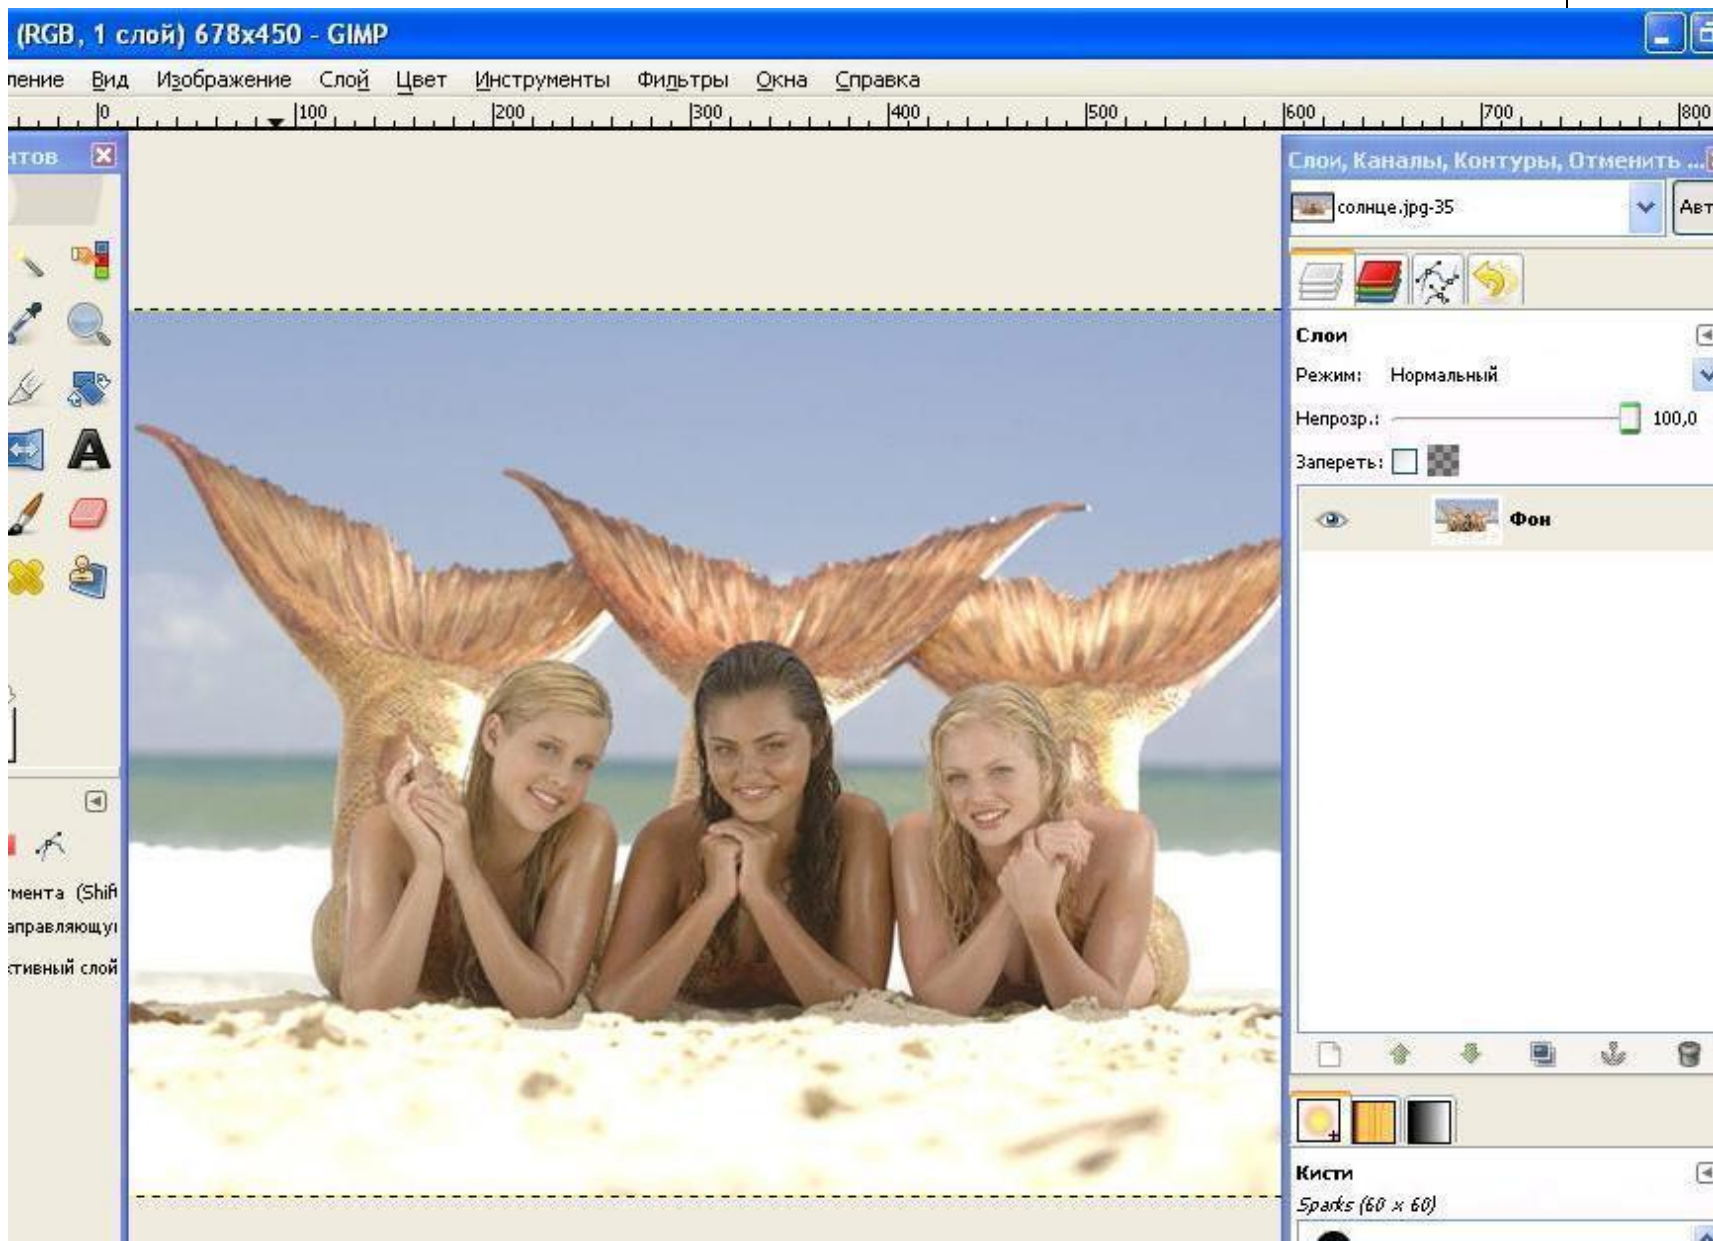 (RGB, 1 слой) 678x450 - GIMP
ление Вид Изображение Слой Цвет Инструменты Фильтры Окна Справка
0 100 200 300 400 500 600 700 800
нтов
Слои, Каналы, Контуры, Отменить ...
солнце.jpg-35
Авт
Слои
Режим: Нормальный
Непрозр.: 100,0
Запереть:
Фон
A
мента (Shift
аправляющу
ктивный слой
Кисти
Sparks (60 x 60)